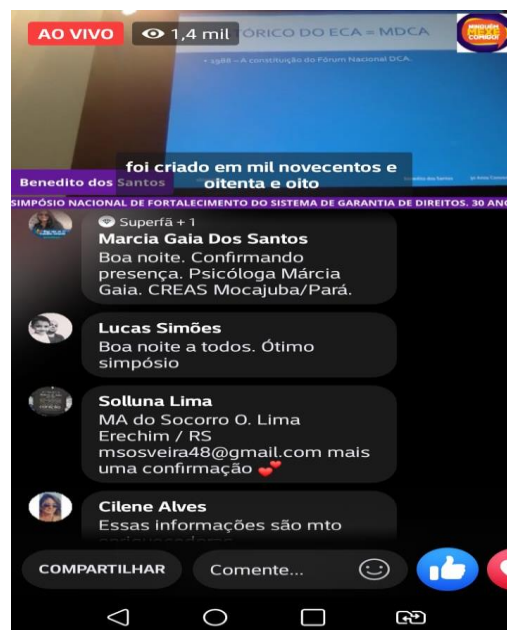 AO VIVO 1,4 mil TÓRICO DO ECA = MDCA
NINGUÉM
MEXE
COMIGO!
• 1988 – A constituição do Fórum Nacional DCA.
foi criado em mil novecentos e
oitenta e oito
Benedito dos Santos
SIMPÓSIO NACIONAL DE FORTALECIMENTO DO SISTEMA DE GARANTIA DE DIREITOS. 30 ANO
Superfã + 1
Marcia Gaia Dos Santos
Boa noite. Confirmando
presença. Psicóloga Márcia
Gaia. CREAS Mocajuba/Pará.
Lucas Simões
Boa noite a todos. Ótimo
simpósio
Solluna Lima
MA do Socorro O. Lima
Erechim / RS
msosveira48@gmail.com mais
uma confirmação 💕
Cilene Alves
Essas informações são mto
COMPARTILHAR
Comente...